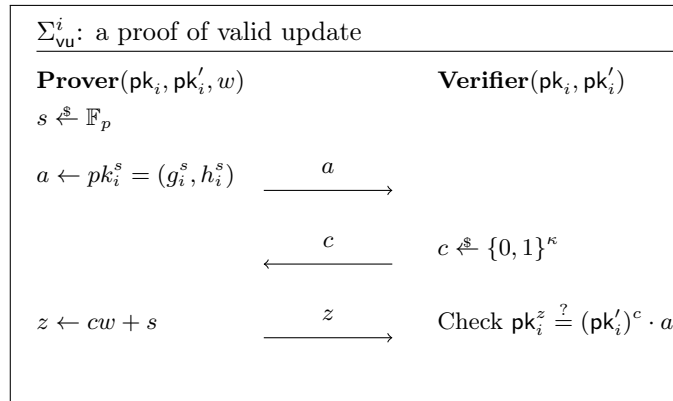 Σ^i_vu: a proof of valid update
Prover(pk_i, pk′_i, w) Verifier(pk_i, pk′_i)
s ←$ 𝔽_p
a ← pk_i^s = (g_i^s, h_i^s) a
c c ←$ {0, 1}^κ
z ← cw + s z Check pk_i^z ?= (pk′_i)^c · a